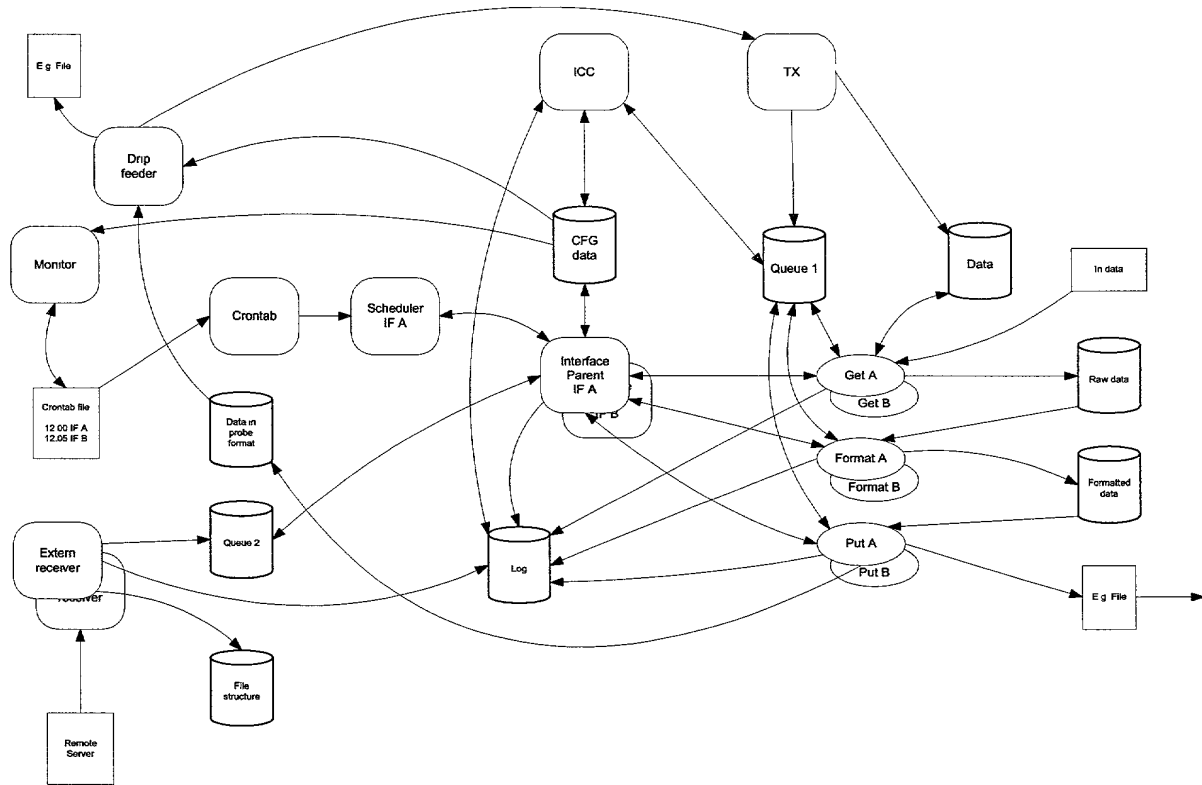 E g File
ICC
TX
Drip
feeder
CFG
data
Monitor
Queue 1
Data
In data
Crontab
Scheduler
IF A
Interface
Parent
IF A
IF B
Get A
Get B
Raw data
Crontab file
12 00 IF A
12.05 IF B
Data in
probe
format
Format A
Format B
Formatted
data
Queue 2
Extern
receiver
receiver
Log
Put A
Put B
E g File
File
structure
Remote
Server